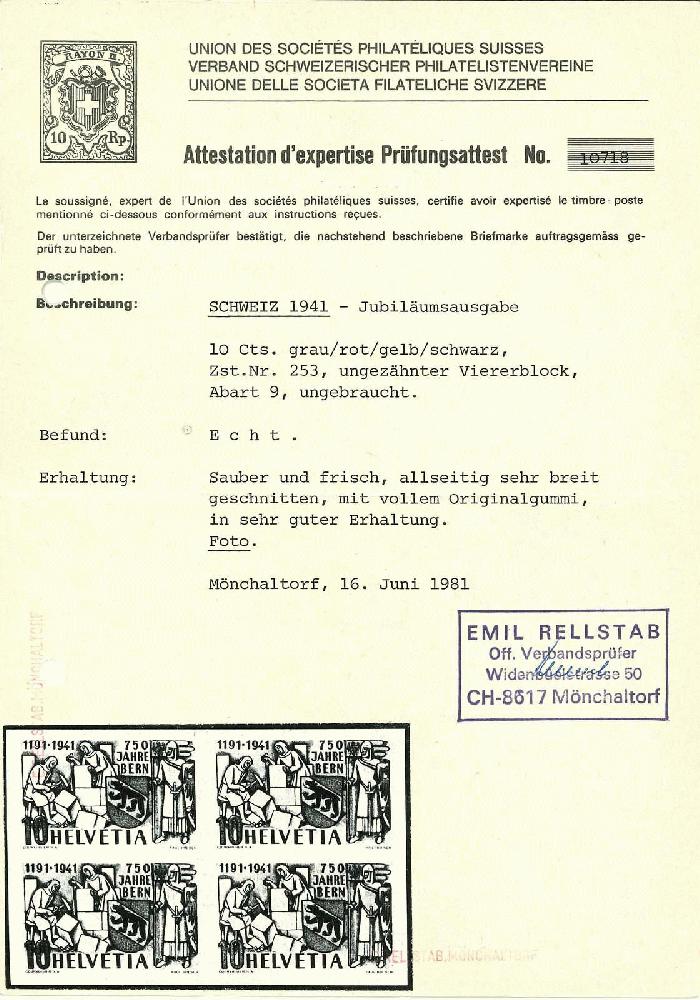 RAYON II.
10 Rp.
UNION DES SOCIÉTÉS PHILATÉLIQUES SUISSES
VERBAND SCHWEIZERISCHER PHILATELISTENVEREINE
UNIONE DELLE SOCIETA FILATELICHE SVIZZERE
Attestation d'expertise Prüfungsattest No. 10718
Le soussigné, expert de l'Union des sociétés philatéliques suisses, certifie avoir expertisé le timbre-poste
mentionné ci-dessous conformément aux instructions reçues.
Der unterzeichnete Verbandsprüfer bestätigt, die nachstehend beschriebene Briefmarke auftragsgemäss ge-
prüft zu haben.
Description:
Beschreibung: SCHWEIZ 1941 - Jubiläumsausgabe
10 Cts. grau/rot/gelb/schwarz,
Zst.Nr. 253, ungezähnter Viererblock,
Abart 9, ungebraucht.
Befund: E c h t .
Erhaltung: Sauber und frisch, allseitig sehr breit
geschnitten, mit vollem Originalgummi,
in sehr guter Erhaltung.
Foto.
Mönchaltorf, 16. Juni 1981
EMIL RELLSTAB
Off. Verbandsprüfer
50
CH-8617 Mönchaltorf
1191-1941 750 JAHRE BERN
10 HELVETIA
1191-1941 750 JAHRE BERN
10 HELVETIA
1191-1941 750 JAHRE BERN
10 HELVETIA
1191-1941 750 JAHRE BERN
10 HELVETIA